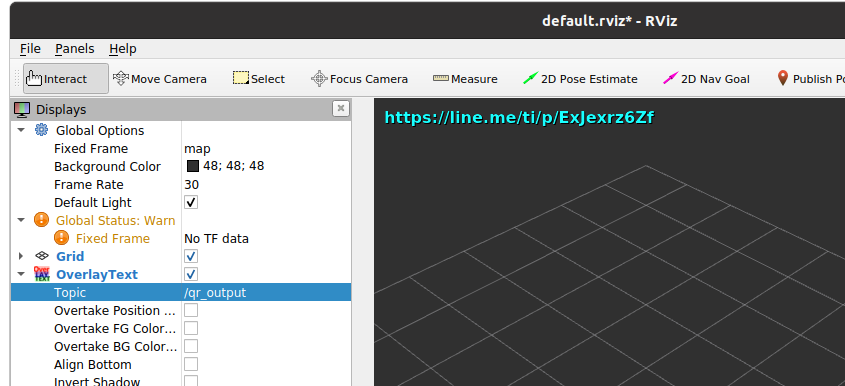 default.rviz* - RViz
File Panels Help
Interact Move Camera Select Focus Camera Measure 2D Pose Estimate 2D Nav Goal Publish Po
Displays
https://line.me/ti/p/ExJexrz6Zf
Global Options
Fixed Frame map
Background Color 48; 48; 48
Frame Rate 30
Default Light
Global Status: Warn
Fixed Frame No TF data
Grid
OverlayText
Topic /qr_output
Overtake Position ...
Overtake FG Color...
Overtake BG Color...
Align Bottom
Invert Shadow